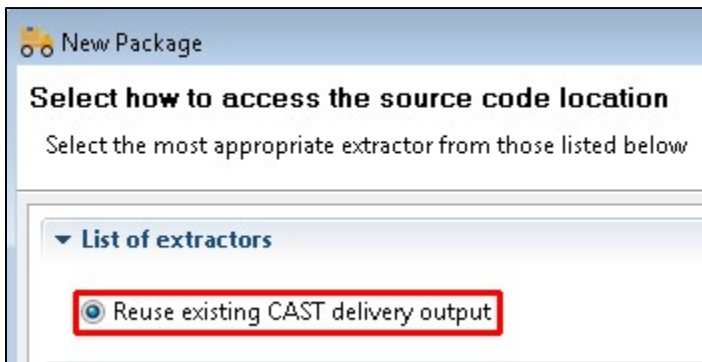 New Package
Select how to access the source code location
Select the most appropriate extractor from those listed below
List of extractors
Reuse existing CAST delivery output